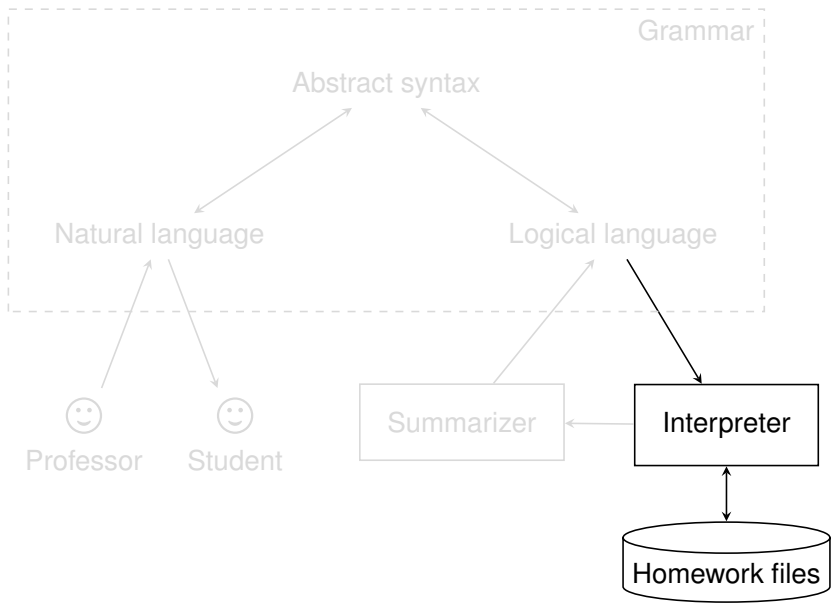 Grammar
Abstract syntax
Natural language
Logical language
Summarizer
Interpreter
Professor
Student
Homework files